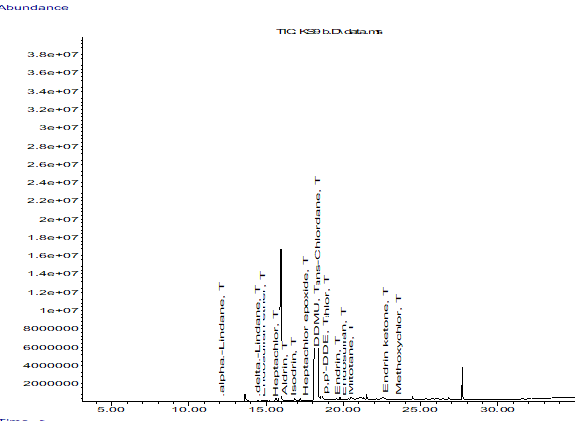 Abundance
TIC: KS9 b.D\data.ms
3.8e+07
3.6e+07
3.4e+07
3.2e+07
3e+07
2.8e+07
2.6e+07
2.4e+07
2.2e+07
2e+07
1.8e+07
1.6e+07
1.4e+07
1.2e+07
1e+07
8000000
6000000
4000000
2000000
.alpha.-Lindane, T
.delta.-Lindane, T
Heptachlor, T
Aldrin, T
Isodrin, T
Heptachlor epoxide, T
DDMU, Trans-Chlordane, T
p,p'-DDE, T
hlor, T
Endrin, T
Mitotane, T
Endrin ketone, T
Methoxychlor, T
5.00 10.00 15.00 20.00 25.00 30.00